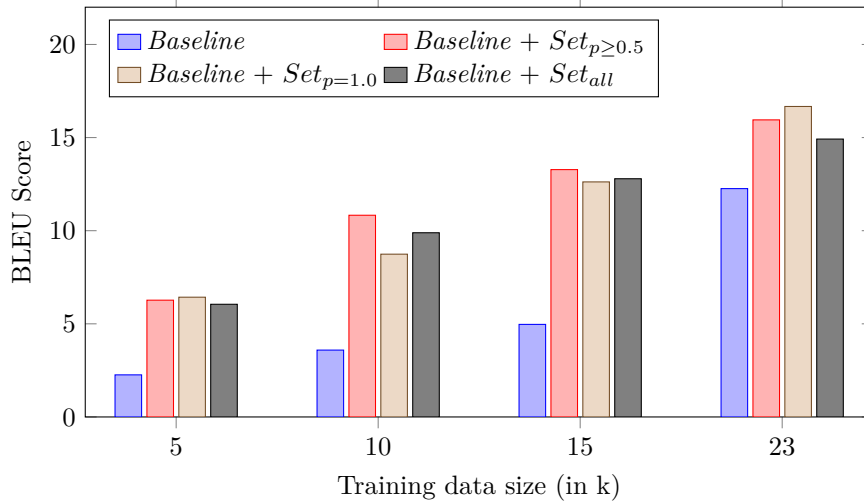 20
15
10
5
0
BLEU Score
Baseline
Baseline + Set_{p≥0.5}
Baseline + Set_{p=1.0}
Baseline + Set_{all}
5 10 15 23
Training data size (in k)